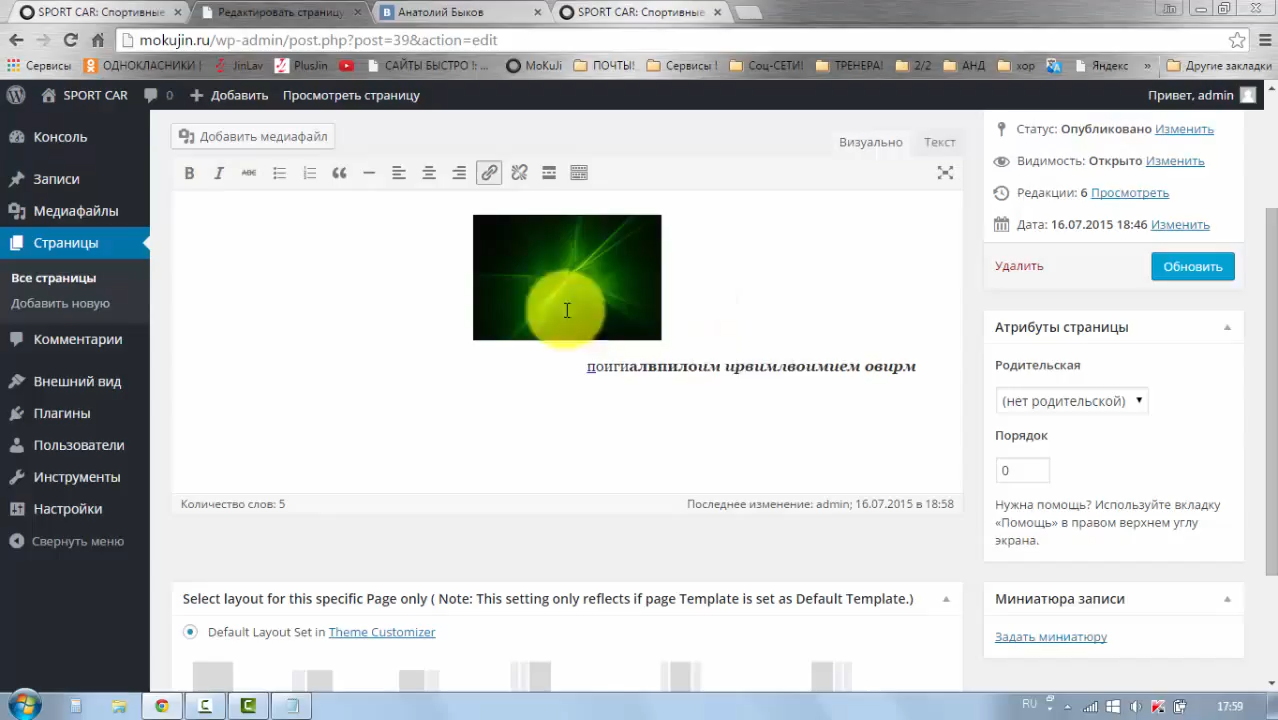 SPORT CAR: Спортивные
Редактировать страницу
Анатолий Быков
SPORT CAR: Спортивные
mokujin.ru/wp-admin/post.php?post=39&action=edit
Сервисы
ОДНОКЛАСНИКИ
JinLav
PlusJin
САЙТЫ БЫСТРО !:
MoKuJi
ПОЧТЫ!
Сервисы !
Соц-СЕТИ!
ТРЕНЕРА!
2/2
АНД
хор
Яндекс
»
Другие закладки
SPORT CAR
0
Добавить
Просмотреть страницу
Привет, admin
Консоль
Записи
Медиафайлы
Страницы
Все страницы
Добавить новую
Комментарии
Внешний вид
Плагины
Пользователи
Инструменты
Настройки
Свернуть меню
Добавить медиафайл
Визуально
Текст
B I ABC
поигиалвпилоим ирвимлвоимием овирм
Количество слов: 5
Последнее изменение: admin; 16.07.2015 в 18:58
Select layout for this specific Page only ( Note: This setting only reflects if page Template is set as Default Template.)
Default Layout Set in Theme Customizer
Статус: Опубликовано Изменить
Видимость: Открыто Изменить
Редакции: 6 Просмотреть
Дата: 16.07.2015 18:46 Изменить
Удалить
Обновить
Атрибуты страницы
Родительская
(нет родительской)
Порядок
0
Нужна помощь? Используйте вкладку
«Помощь» в правом верхнем углу
экрана.
Миниатюра записи
Задать миниатюру
RU
17:59